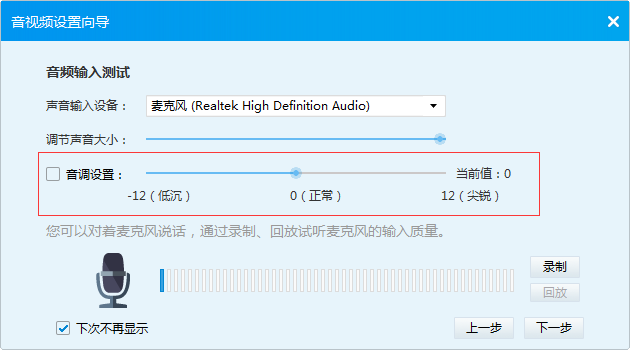 音视频设置向导
音频输入测试
声音输入设备： 麦克风 (Realtek High Definition Audio)
调节声音大小：
音调设置： 当前值：0
-12（低沉） 0（正常） 12（尖锐）
您可以对着麦克风说话，通过录制、回放试听麦克风的输入质量。
录制
回放
下次不再显示 上一步 下一步